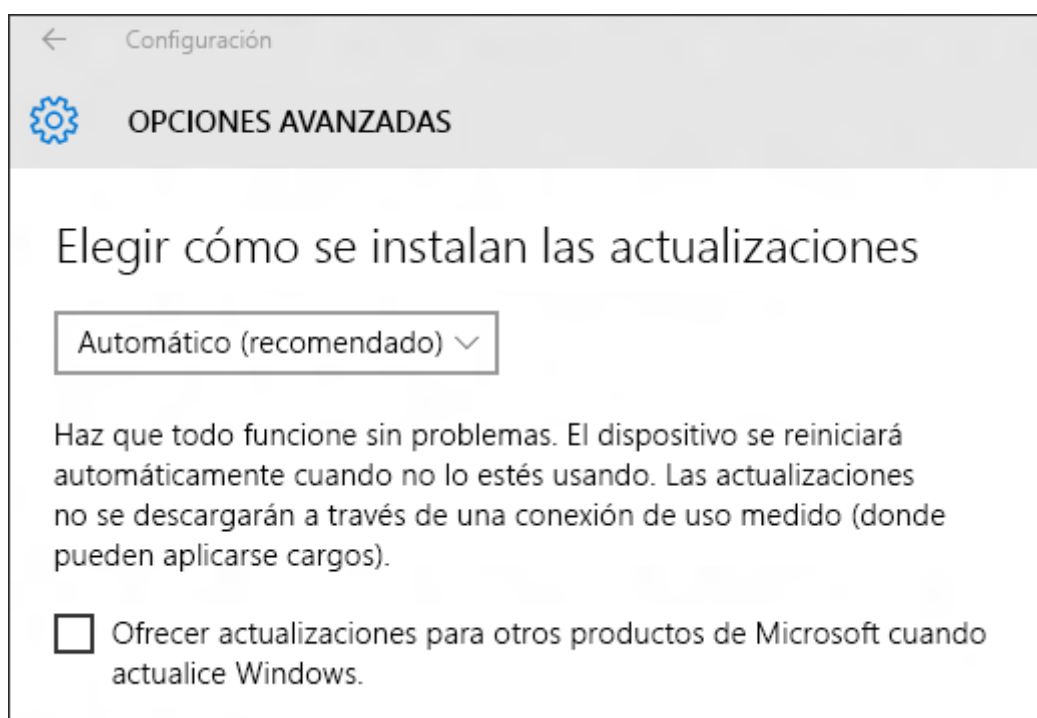 Configuración
OPCIONES AVANZADAS
Elegir cómo se instalan las actualizaciones
Automático (recomendado)
Haz que todo funcione sin problemas. El dispositivo se reiniciará
automáticamente cuando no lo estés usando. Las actualizaciones
no se descargarán a través de una conexión de uso medido (donde
pueden aplicarse cargos).
Ofrecer actualizaciones para otros productos de Microsoft cuando
actualice Windows.